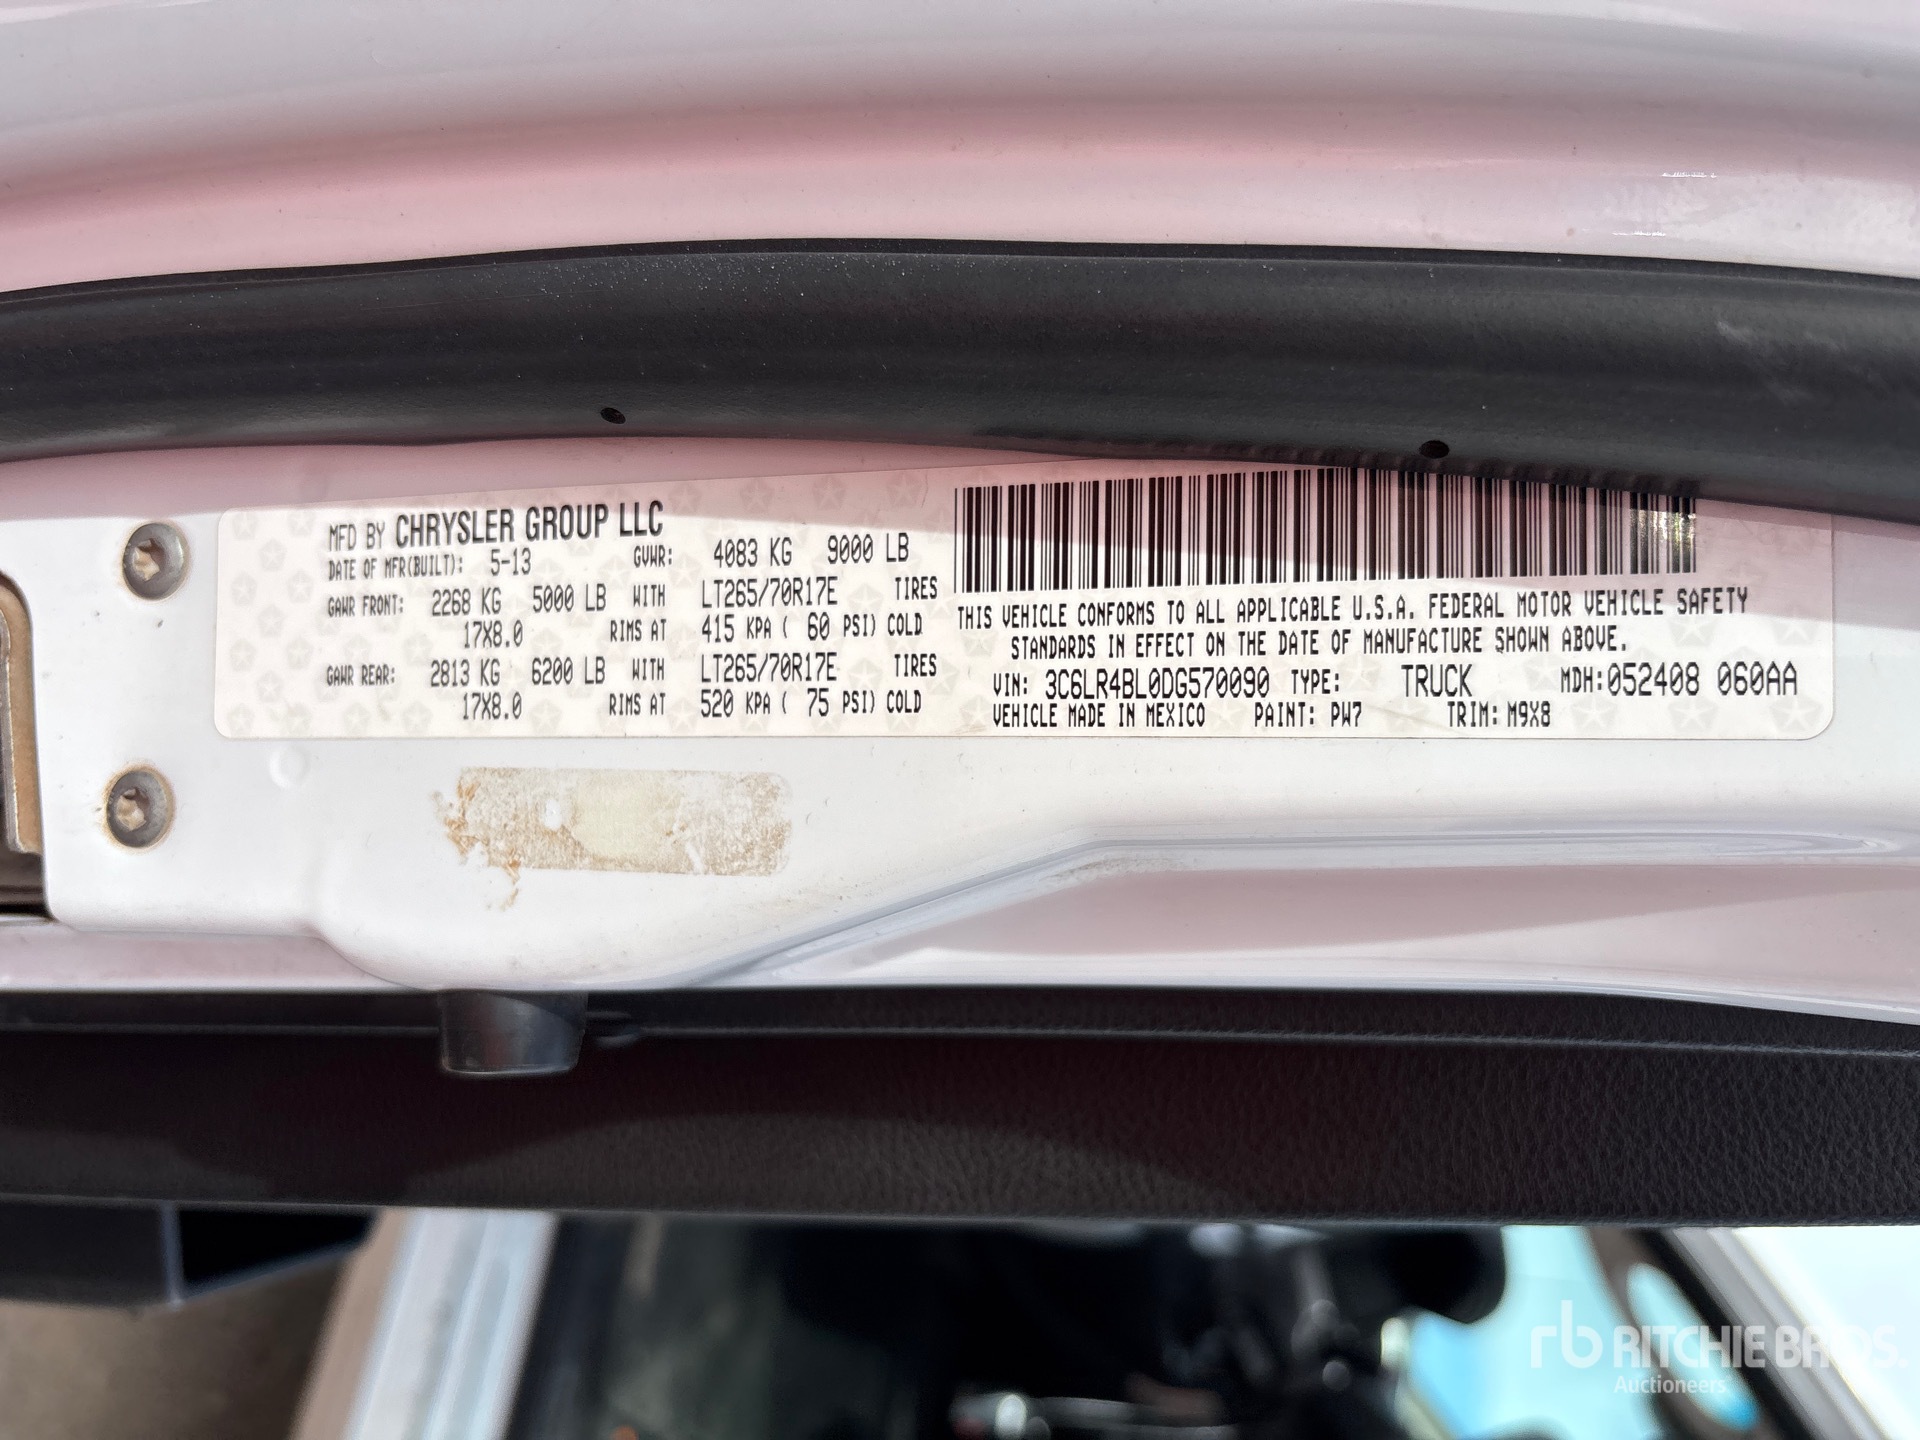 MFD BY CHRYSLER GROUP LLC
DATE OF MFR(BUILT): 5-13 GVWR: 4083 KG 9000 LB
GAWR FRONT: 2268 KG 5000 LB WITH LT265/70R17E TIRES
17X8.0 RIMS AT 415 KPA ( 60 PSI) COLD
GAWR REAR: 2813 KG 6200 LB WITH LT265/70R17E TIRES
17X8.0 RIMS AT 520 KPA ( 75 PSI) COLD
THIS VEHICLE CONFORMS TO ALL APPLICABLE U.S.A. FEDERAL MOTOR VEHICLE SAFETY
STANDARDS IN EFFECT ON THE DATE OF MANUFACTURE SHOWN ABOVE.
VIN: 3C6LR4BL0DG570090 TYPE: TRUCK MDH:052408 060AA
VEHICLE MADE IN MEXICO PAINT: PW7 TRIM: M9X8
rb RITCHIE BROS.
Auctioneers